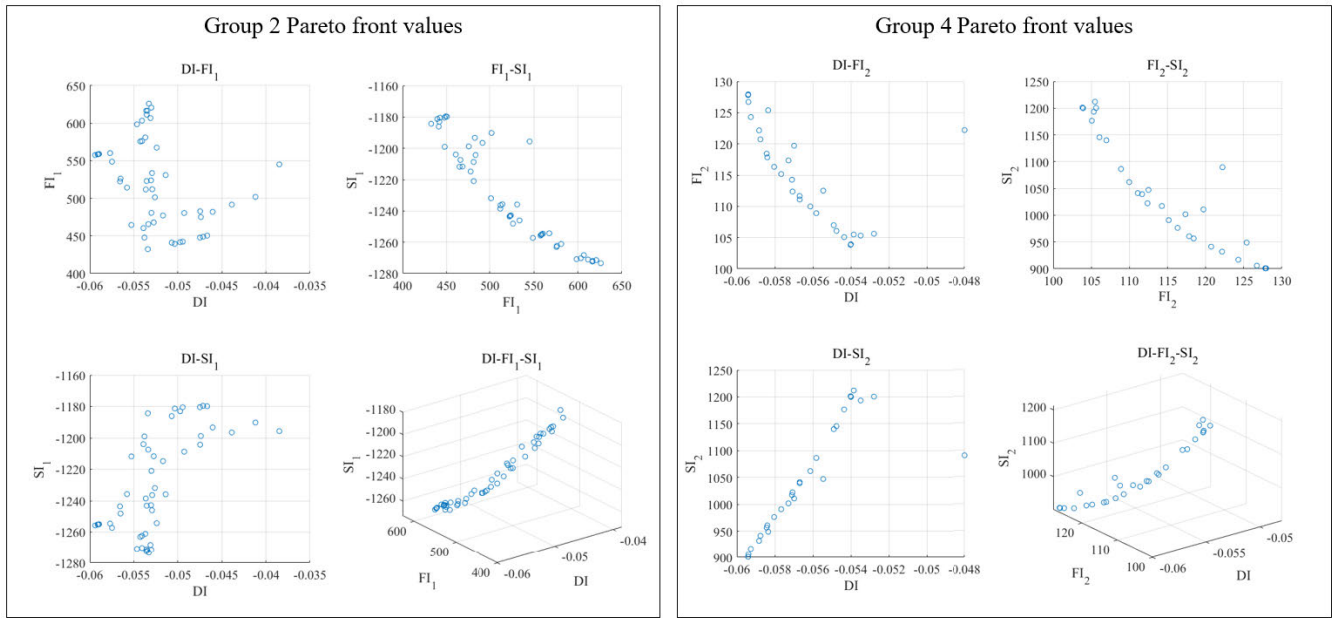 Group 2 Pareto front values
DI-FI1
650
600
550
500
450
400
FI1
-0.06 -0.055 -0.05 -0.045 -0.04 -0.035
DI
FI1-SI1
-1160
-1180
-1200
-1220
-1240
-1260
-1280
SI1
400 450 500 550 600 650
FI1
DI-SI1
-1160
-1180
-1200
-1220
-1240
-1260
-1280
SI1
-0.06 -0.055 -0.05 -0.045 -0.04 -0.035
DI
DI-FI1-SI1
-1180
-1200
-1220
-1240
-1260
SI1
600 500 400
FI1
-0.06 -0.05 -0.04
DI
Group 4 Pareto front values
DI-FI2
130
125
120
115
110
105
100
FI2
-0.06 -0.058 -0.056 -0.054 -0.052 -0.05 -0.048
DI
FI2-SI2
1250
1200
1150
1100
1050
1000
950
900
SI2
100 105 110 115 120 125 130
FI2
DI-SI2
1250
1200
1150
1100
1050
1000
950
900
SI2
-0.06 -0.058 -0.056 -0.054 -0.052 -0.05 -0.048
DI
DI-FI2-SI2
1200
1100
1000
SI2
120 110 100
FI2
-0.06 -0.055 -0.05
DI